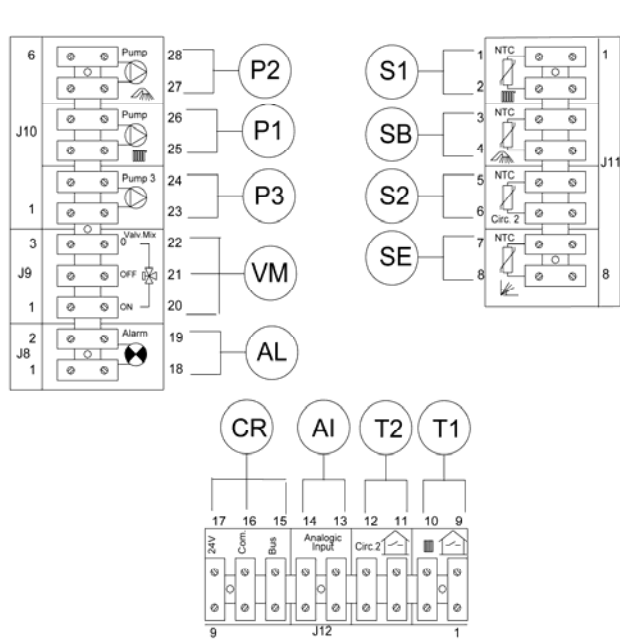 6 Pump 28
27
P2
Pump 26
25
P1
J10
Pump 3 24
1 23
P3
3 Valv.Mix 22
0
J9 OFF 21
VM
1 ON 20
2 Alarm 19
J8
1 18
AL
S1 1 NTC 1
2
SB 3 NTC
4
J11
S2 5 NTC
6 Circ. 2
SE 7 NTC
8 8
CR AI T2 T1
17 16 15 14 13 12 11 10 9
24V Com. Bus Analogic
Input Circ.2
9 J12 1